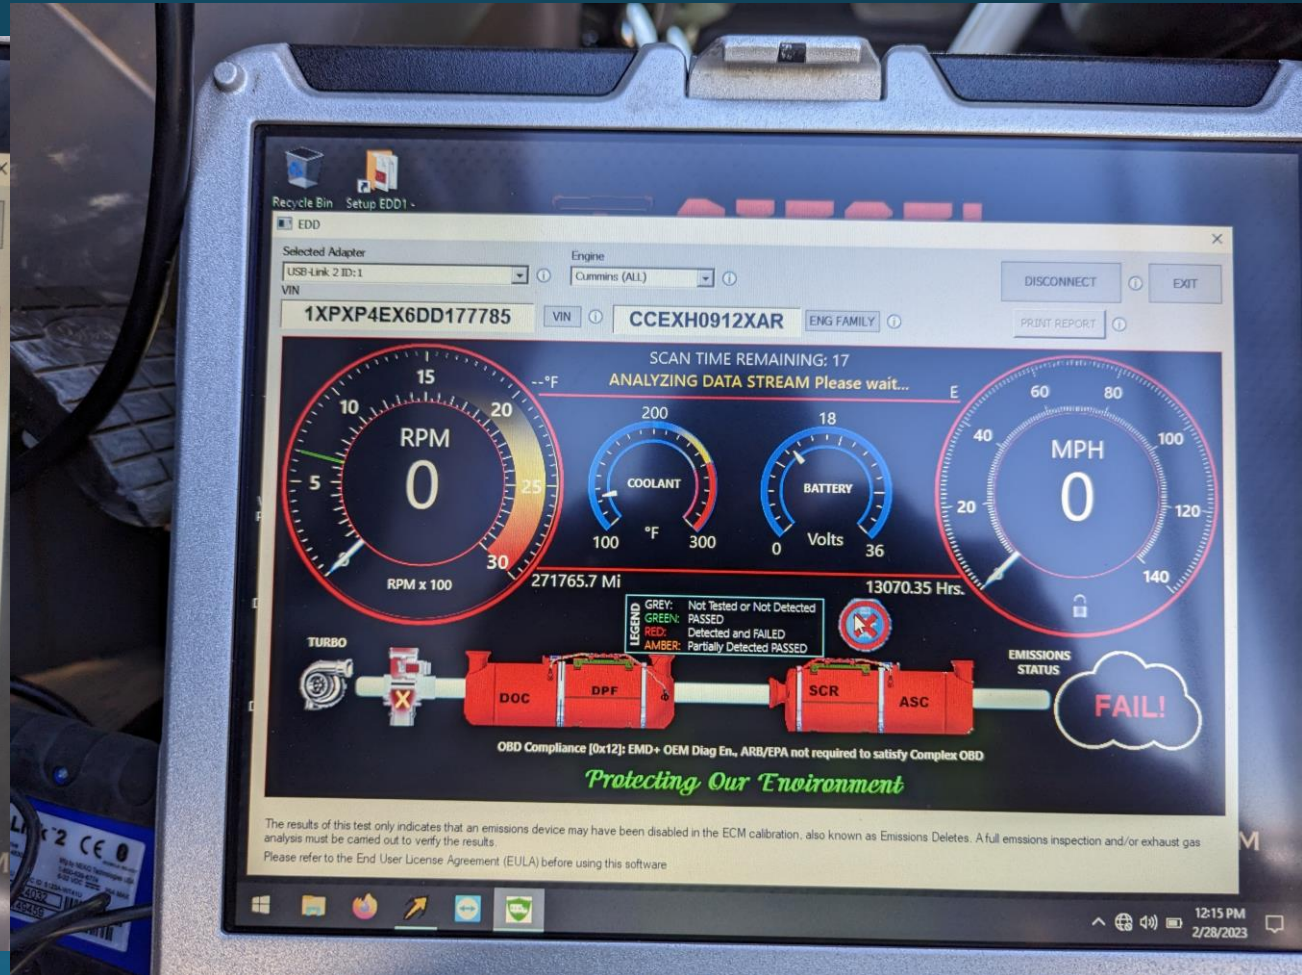 Recycle Bin
Setup EDD1 -
EDD
Selected Adapter
Engine
USB-Link 2 ID:1
Cummins (ALL)
DISCONNECT
EXIT
VIN
1XPXP4EX6DD177785
VIN
CCEXH0912XAR
ENG FAMILY
PRINT REPORT
SCAN TIME REMAINING: 17
ANALYZING DATA STREAM Please wait...
--°F
E
RPM
0
5
10
15
20
25
30
RPM x 100
200
COOLANT
100
°F
300
18
BATTERY
0
Volts
36
MPH
0
20
40
60
80
100
120
140
271765.7 Mi
13070.35 Hrs.
LEGEND
GREY: Not Tested or Not Detected
GREEN: PASSED
RED: Detected and FAILED
AMBER: Partially Detected PASSED
TURBO
X
DOC
DPF
SCR
ASC
EMISSIONS
STATUS
FAIL!
OBD Compliance [0x12]: EMD+ OEM Diag En., ARB/EPA not required to satisfy Complex OBD
Protecting Our Environment
The results of this test only indicates that an emissions device may have been disabled in the ECM calibration, also known as Emissions Deletes. A full emssions inspection and/or exhaust gas
analysis must be carried out to verify the results.
Please refer to the End User License Agreement (EULA) before using this software
12:15 PM
2/28/2023
2 CE